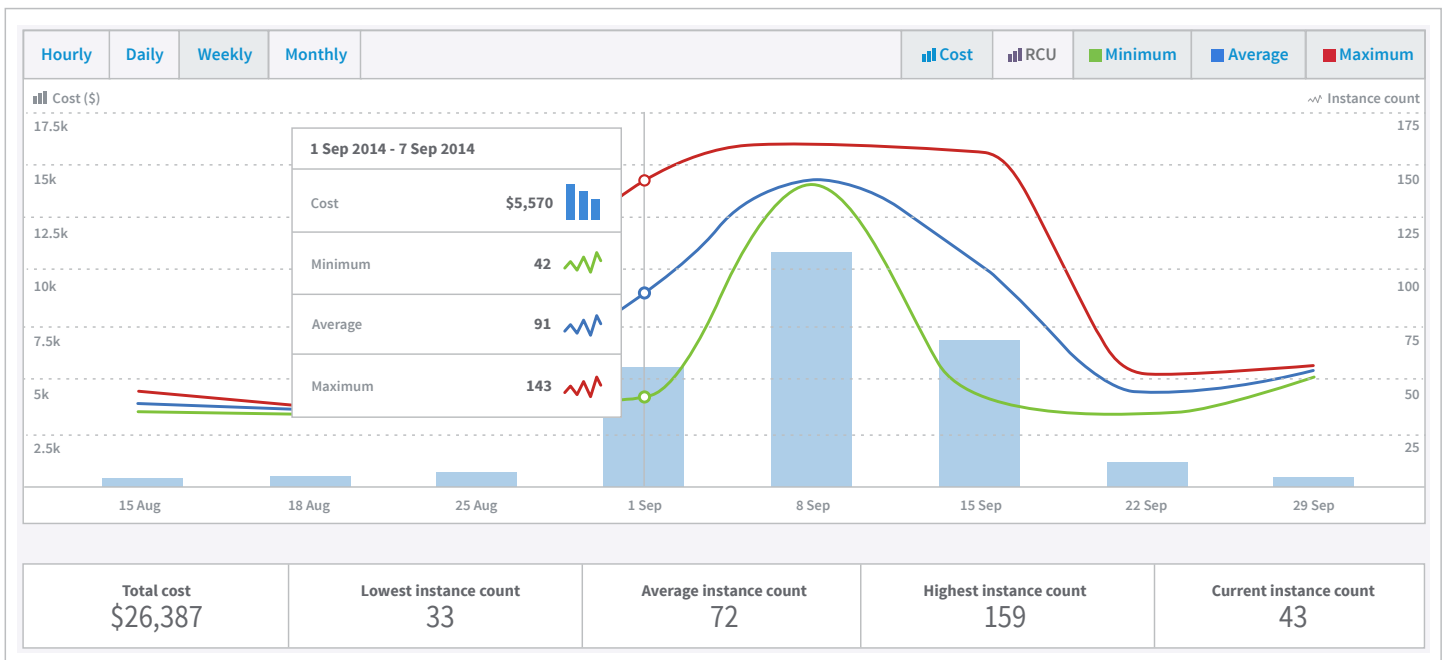 Hourly Daily Weekly Monthly Cost RCU Minimum Average Maximum
Cost ($) Instance count
17.5k 175
1 Sep 2014 - 7 Sep 2014
15k 150
Cost $5,570
12.5k 125
Minimum 42
10k 100
Average 91
7.5k 75
Maximum 143
5k 50
2.5k 25
15 Aug 18 Aug 25 Aug 1 Sep 8 Sep 15 Sep 22 Sep 29 Sep
Total cost Lowest instance count Average instance count Highest instance count Current instance count
$26,387 33 72 159 43